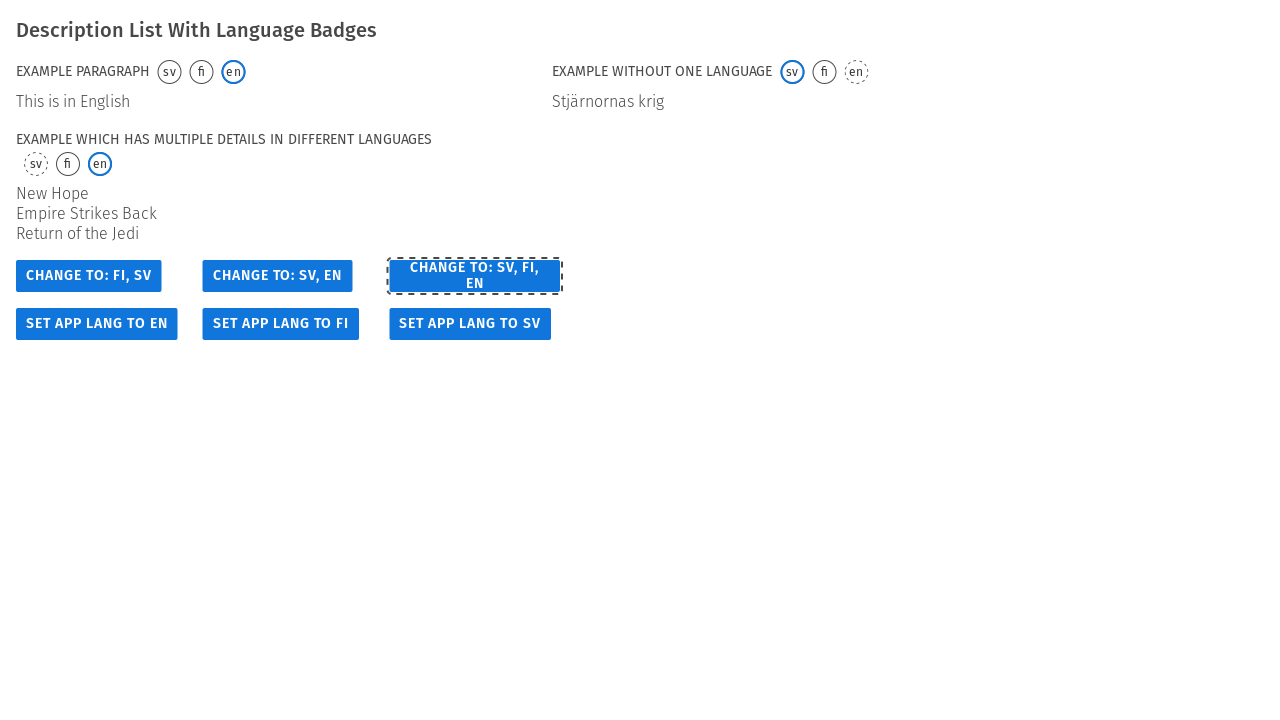 Description List With Language Badges
EXAMPLE PARAGRAPH sv fi en
This is in English
EXAMPLE WITHOUT ONE LANGUAGE sv fi en
Stjärnornas krig
EXAMPLE WHICH HAS MULTIPLE DETAILS IN DIFFERENT LANGUAGES
sv fi en
New Hope
Empire Strikes Back
Return of the Jedi
CHANGE TO: FI, SV
CHANGE TO: SV, EN
CHANGE TO: SV, FI,
EN
SET APP LANG TO EN
SET APP LANG TO FI
SET APP LANG TO SV